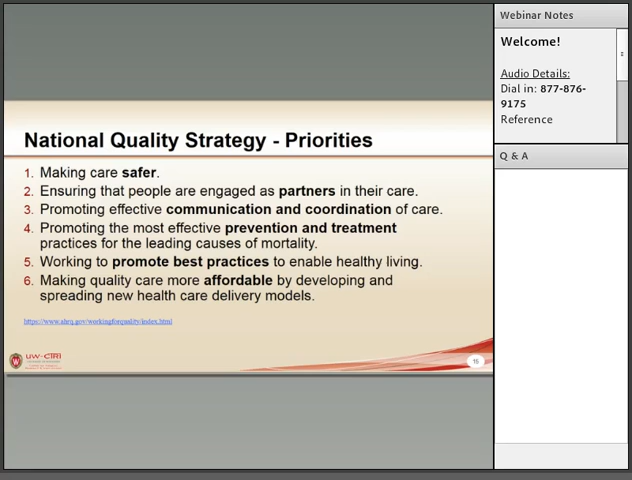 National Quality Strategy - Priorities
1. Making care safer.
2. Ensuring that people are engaged as partners in their care.
3. Promoting effective communication and coordination of care.
4. Promoting the most effective prevention and treatment
practices for the leading causes of mortality.
5. Working to promote best practices to enable healthy living.
6. Making quality care more affordable by developing and
spreading new health care delivery models.
https://www.ahrq.gov/workingforquality/index.html
UW-CTRI
15
Webinar Notes
Welcome!
Audio Details:
Dial in: 877-876-
9175
Reference
Q & A